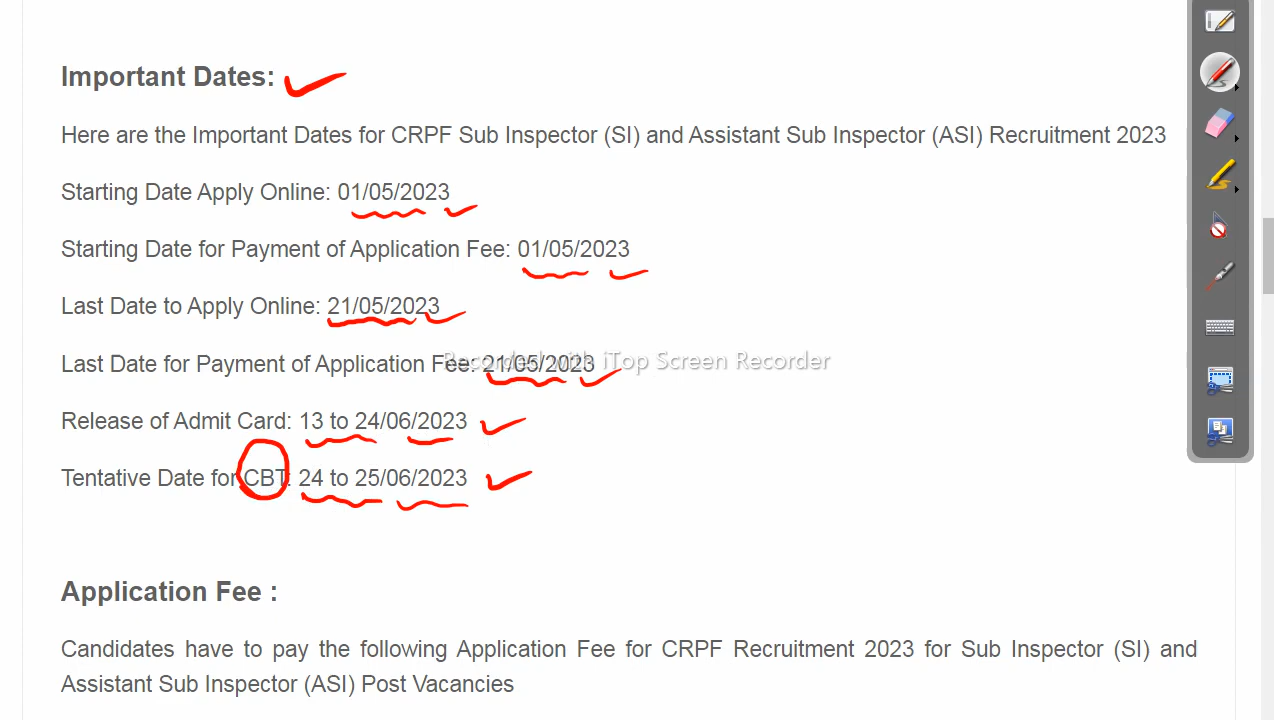 Important Dates:
Here are the Important Dates for CRPF Sub Inspector (SI) and Assistant Sub Inspector (ASI) Recruitment 2023
Starting Date Apply Online: 01/05/2023
Starting Date for Payment of Application Fee: 01/05/2023
Last Date to Apply Online: 21/05/2023
Last Date for Payment of Application Fee: 21/05/2023
Recorded with iTop Screen Recorder
Release of Admit Card: 13 to 24/06/2023
Tentative Date for CBT: 24 to 25/06/2023
Application Fee :
Candidates have to pay the following Application Fee for CRPF Recruitment 2023 for Sub Inspector (SI) and
Assistant Sub Inspector (ASI) Post Vacancies